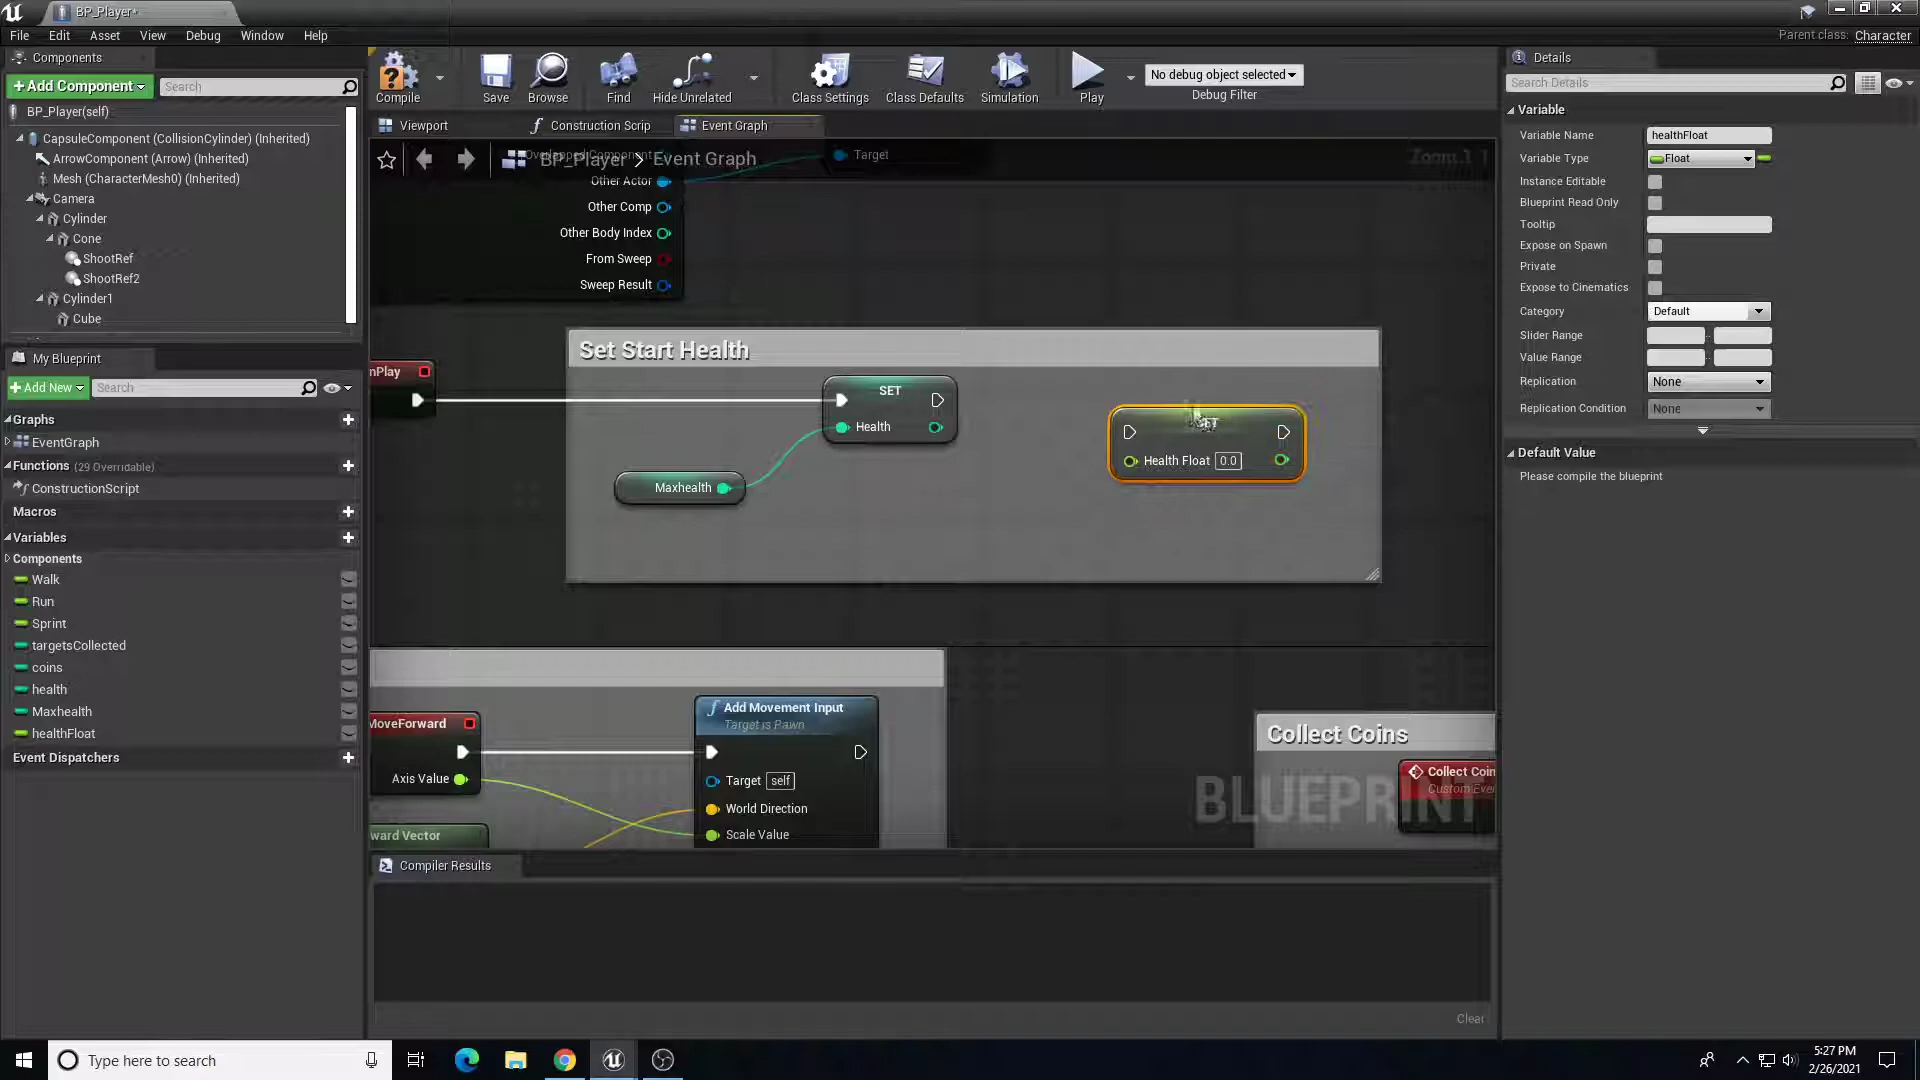 BP_Player*
File Edit Asset View Debug Window Help
Parent class: Character
Components
+Add Component
Search
BP_Player(self)
CapsuleComponent (CollisionCylinder) (Inherited)
ArrowComponent (Arrow) (Inherited)
Mesh (CharacterMesh0) (Inherited)
Camera
Cylinder
Cone
ShootRef
ShootRef2
Cylinder1
Cube
My Blueprint
+Add New
Search
Graphs
EventGraph
Functions (29 Overridable)
ConstructionScript
Macros
Variables
Components
Walk
Run
Sprint
targetsCollected
coins
health
Maxhealth
healthFloat
Event Dispatchers
Compile
Save
Browse
Find
Hide Unrelated
Class Settings
Class Defaults
Simulation
Play
No debug object selected
Debug Filter
Viewport
Construction Scrip
Event Graph
BP_Player > Event Graph
Overlapped Component
Target
Other Actor
Other Comp
Other Body Index
From Sweep
Sweep Result
nPlay
Set Start Health
SET
Health
Maxhealth
Health Float 0.0
MoveForward
Axis Value
ward Vector
Add Movement Input
Target is Pawn
Target self
World Direction
Scale Value
Collect Coins
Collect Coin
Custom Eve
BLUEPRINT
Compiler Results
Clear
Details
Search Details
Variable
Variable Name healthFloat
Variable Type Float
Instance Editable
Blueprint Read Only
Tooltip
Expose on Spawn
Private
Expose to Cinematics
Category Default
Slider Range
Value Range
Replication None
Replication Condition None
Default Value
Please compile the blueprint
Type here to search
5:27 PM
2/26/2021